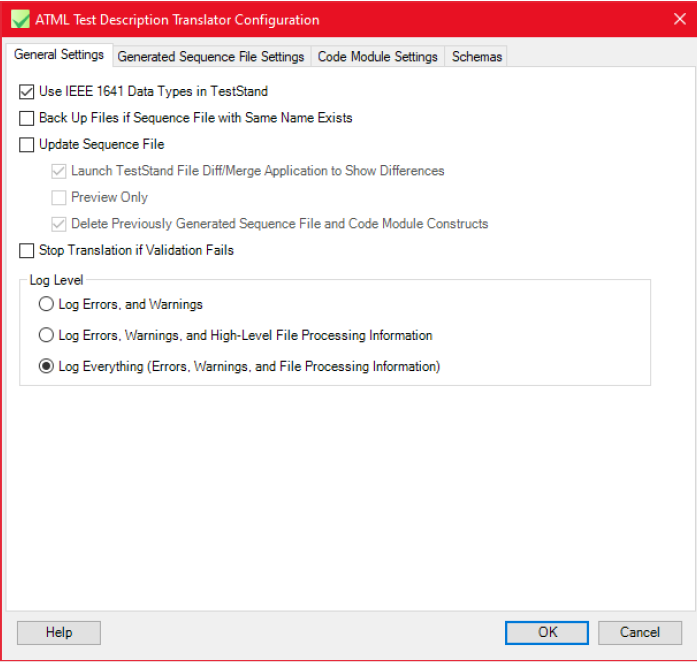 ATML Test Description Translator Configuration
General Settings Generated Sequence File Settings Code Module Settings Schemas
Use IEEE 1641 Data Types in TestStand
Back Up Files if Sequence File with Same Name Exists
Update Sequence File
Launch TestStand File Diff/Merge Application to Show Differences
Preview Only
Delete Previously Generated Sequence File and Code Module Constructs
Stop Translation if Validation Fails
Log Level
Log Errors, and Warnings
Log Errors, Warnings, and High-Level File Processing Information
Log Everything (Errors, Warnings, and File Processing Information)
Help OK Cancel